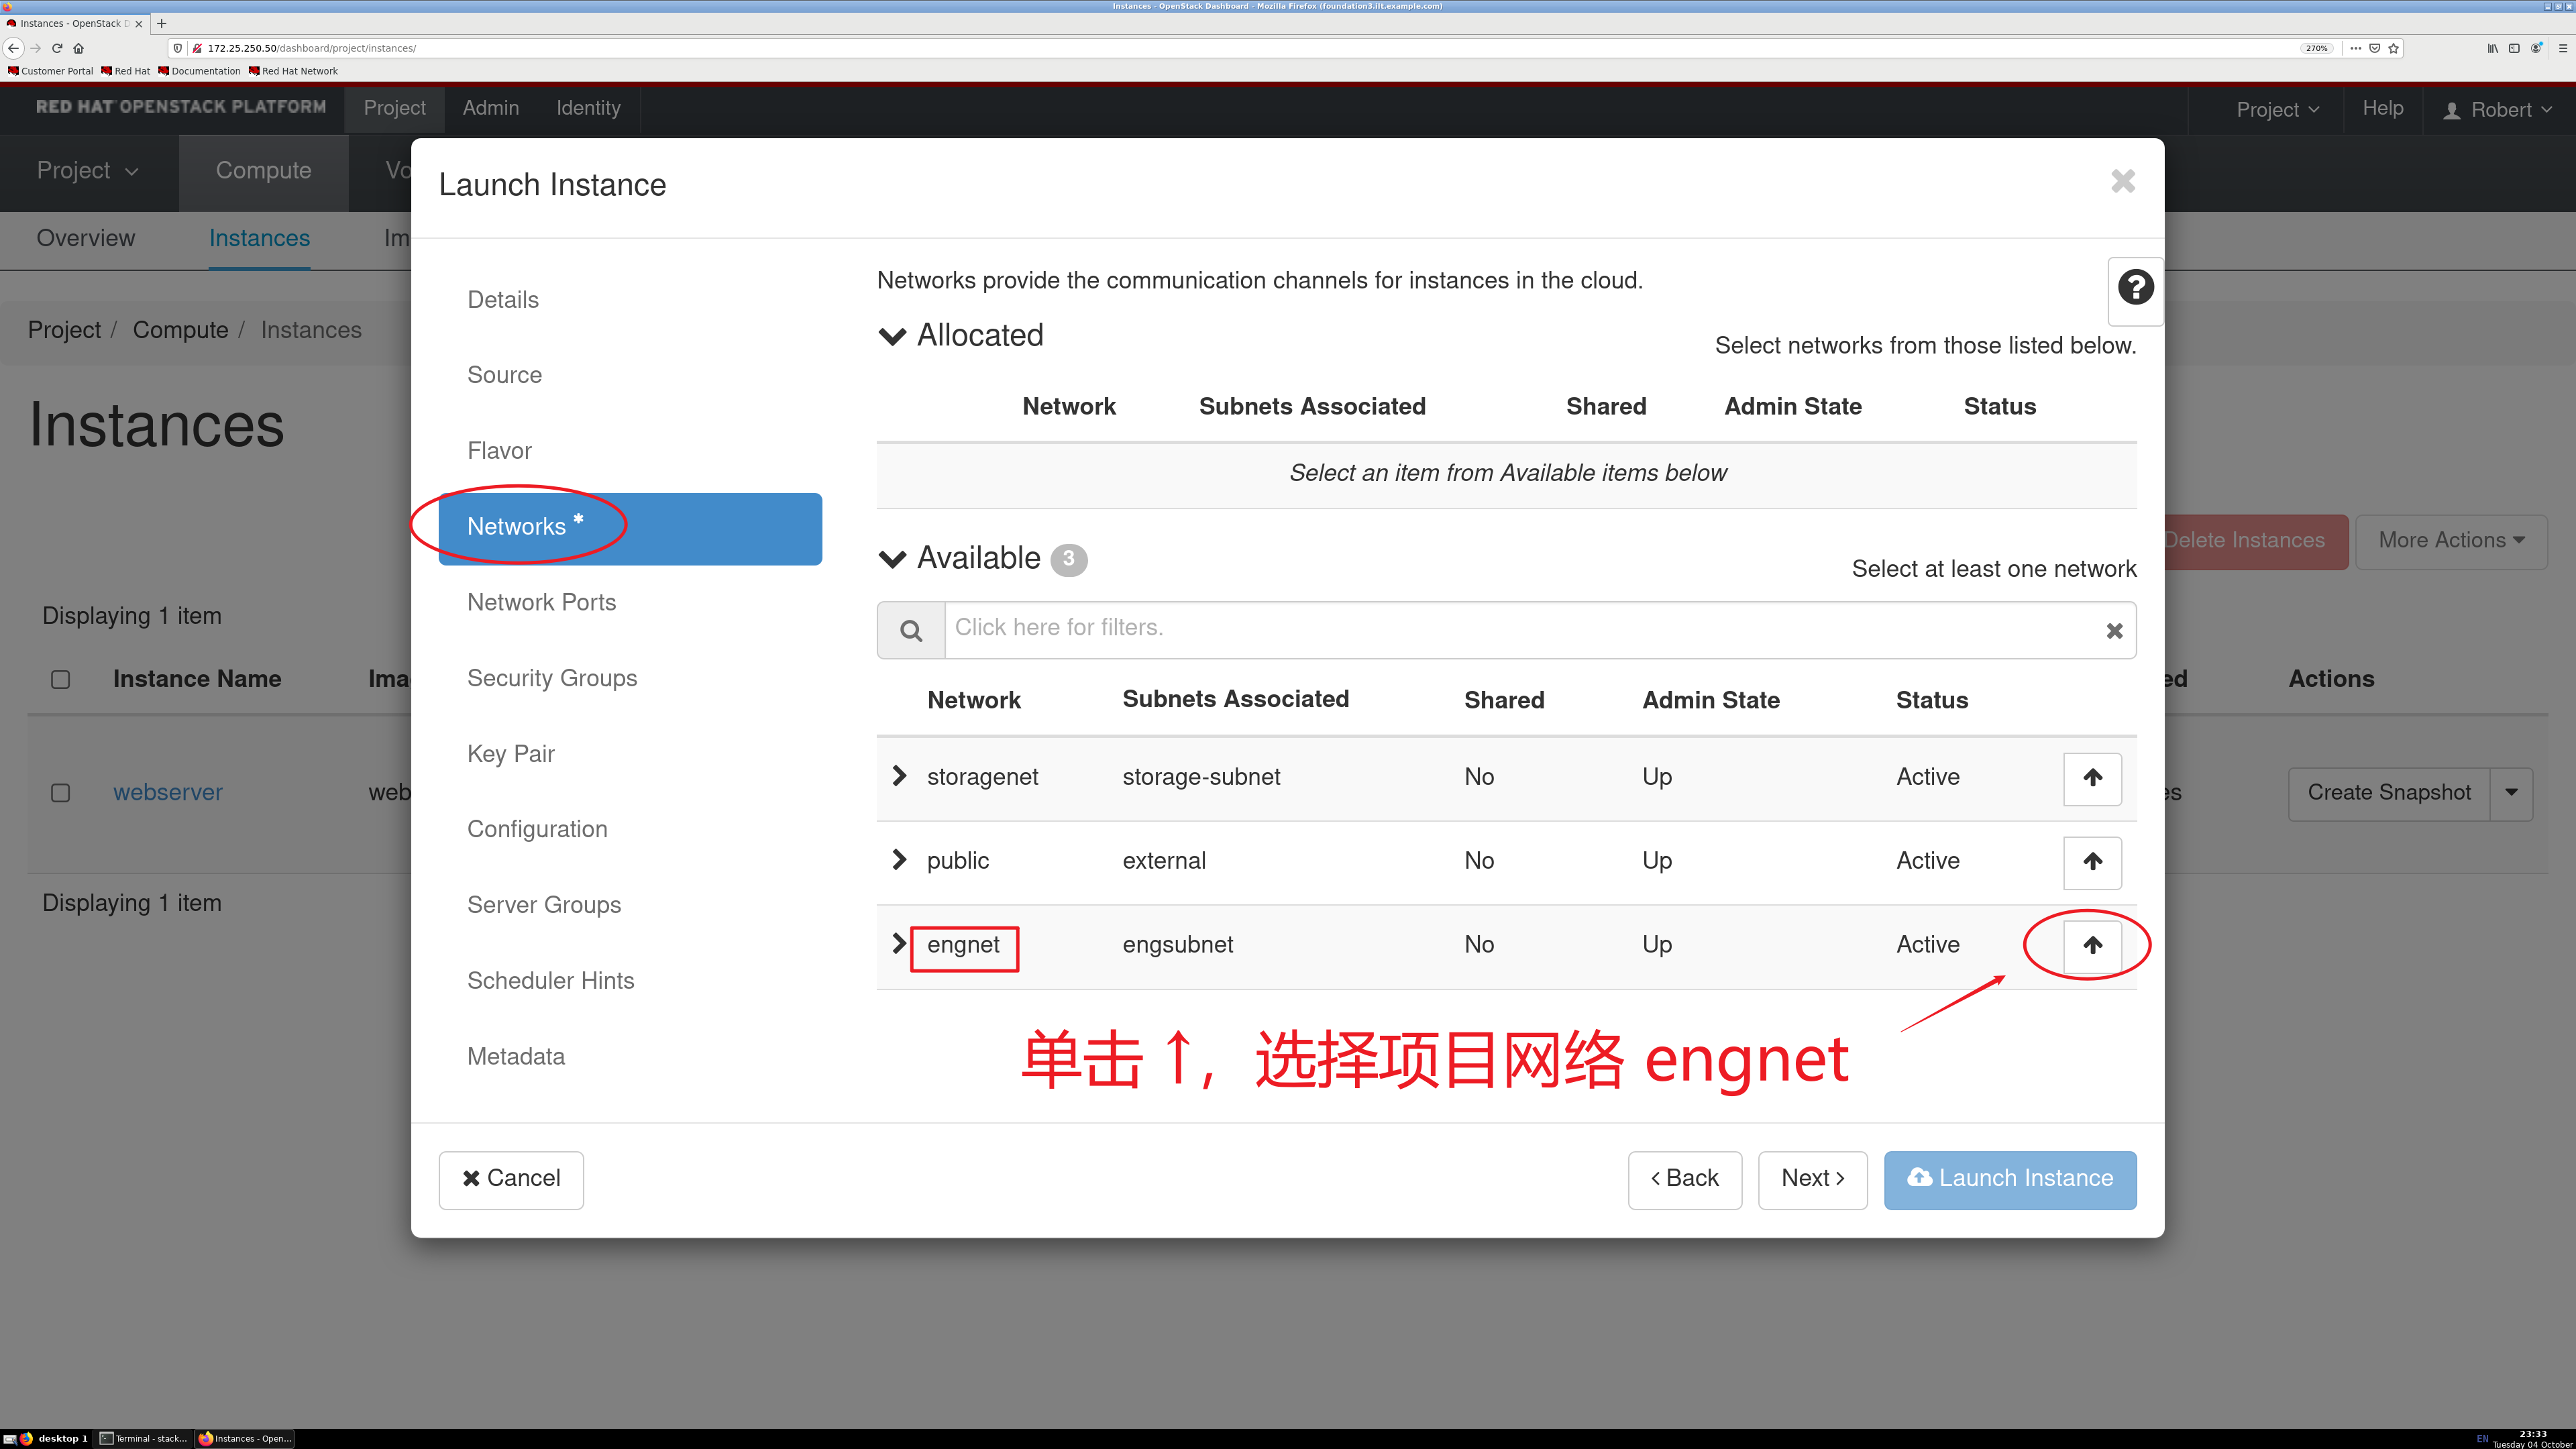 Instances - OpenStack Dashboard - Mozilla Firefox (foundation3.ilt.example.com)
Instances - OpenStack D
172.25.250.50/dashboard/project/instances/
270%
Customer Portal Red Hat Documentation Red Hat Network
RED HAT OPENSTACK PLATFORM Project Admin Identity Project Help Robert
Project Compute Vo
Launch Instance
Overview Instances Im
Project / Compute / Instances
Instances
Displaying 1 item
Instance Name Ima ed Actions
webserver web es Create Snapshot
Displaying 1 item
Delete Instances More Actions
Details
Source
Flavor
Networks *
Network Ports
Security Groups
Key Pair
Configuration
Server Groups
Scheduler Hints
Metadata
Networks provide the communication channels for instances in the cloud.
Allocated
Select networks from those listed below.
Network Subnets Associated Shared Admin State Status
Select an item from Available items below
Available 3
Select at least one network
Click here for filters.
Network Subnets Associated Shared Admin State Status
storagenet storage-subnet No Up Active
public external No Up Active
engnet engsubnet No Up Active
单击↑，选择项目网络 engnet
Cancel < Back Next > Launch Instance
desktop 1 Terminal - stack... Instances - Open... EN 23:33
Tuesday 04 October